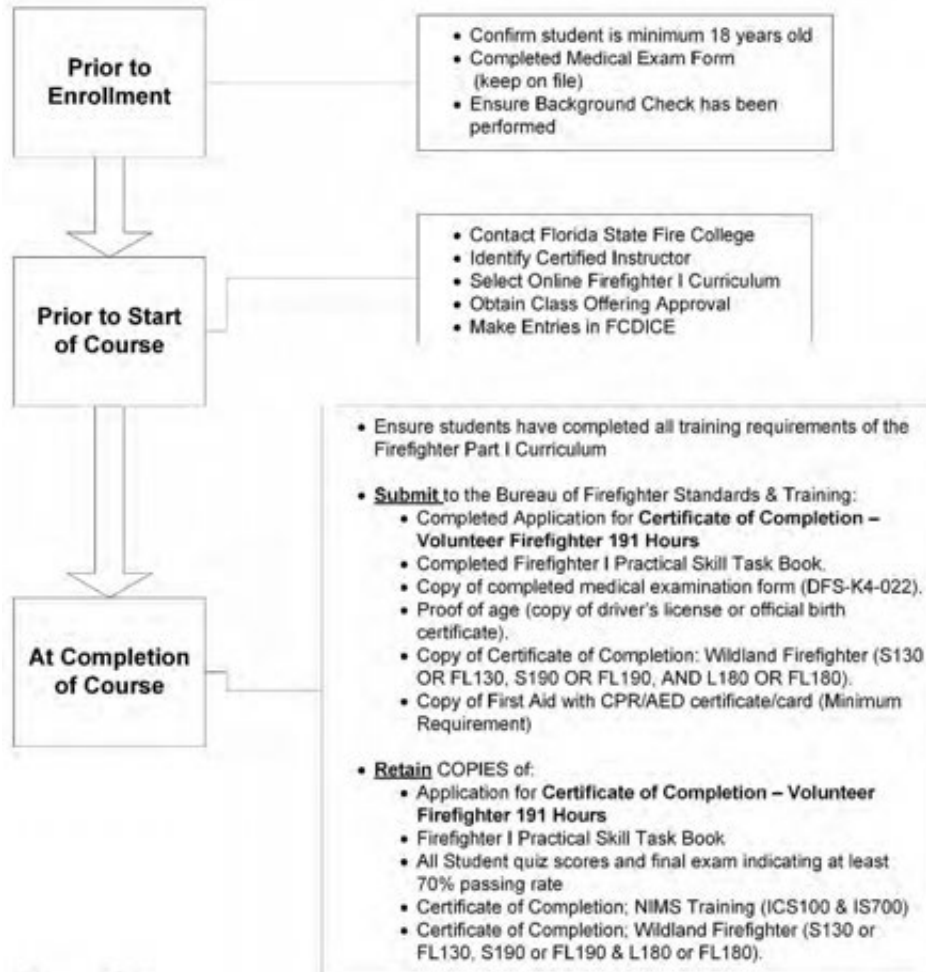 Prior to
Enrollment
• Confirm student is minimum 18 years old
• Completed Medical Exam Form
(keep on file)
• Ensure Background Check has been
performed
Prior to Start
of Course
• Contact Florida State Fire College
• Identify Certified Instructor
• Select Online Firefighter I Curriculum
• Obtain Class Offering Approval
• Make Entries in FCDICE
At Completion
of Course
• Ensure students have completed all training requirements of the
Firefighter Part I Curriculum
• Submit to the Bureau of Firefighter Standards & Training:
• Completed Application for Certificate of Completion –
Volunteer Firefighter 191 Hours
• Completed Firefighter I Practical Skill Task Book.
• Copy of completed medical examination form (DFS-K4-022).
• Proof of age (copy of driver's license or official birth
certificate).
• Copy of Certificate of Completion: Wildland Firefighter (S130
OR FL130, S190 OR FL190, AND L180 OR FL180).
• Copy of First Aid with CPR/AED certificate/card (Minimum
Requirement)
• Retain COPIES of:
• Application for Certificate of Completion – Volunteer
Firefighter 191 Hours
• Firefighter I Practical Skill Task Book
• All Student quiz scores and final exam indicating at least
70% passing rate
• Certificate of Completion; NIMS Training (ICS100 & IS700)
• Certificate of Completion; Wildland Firefighter (S130 or
FL130, S190 or FL190 & L180 or FL180).